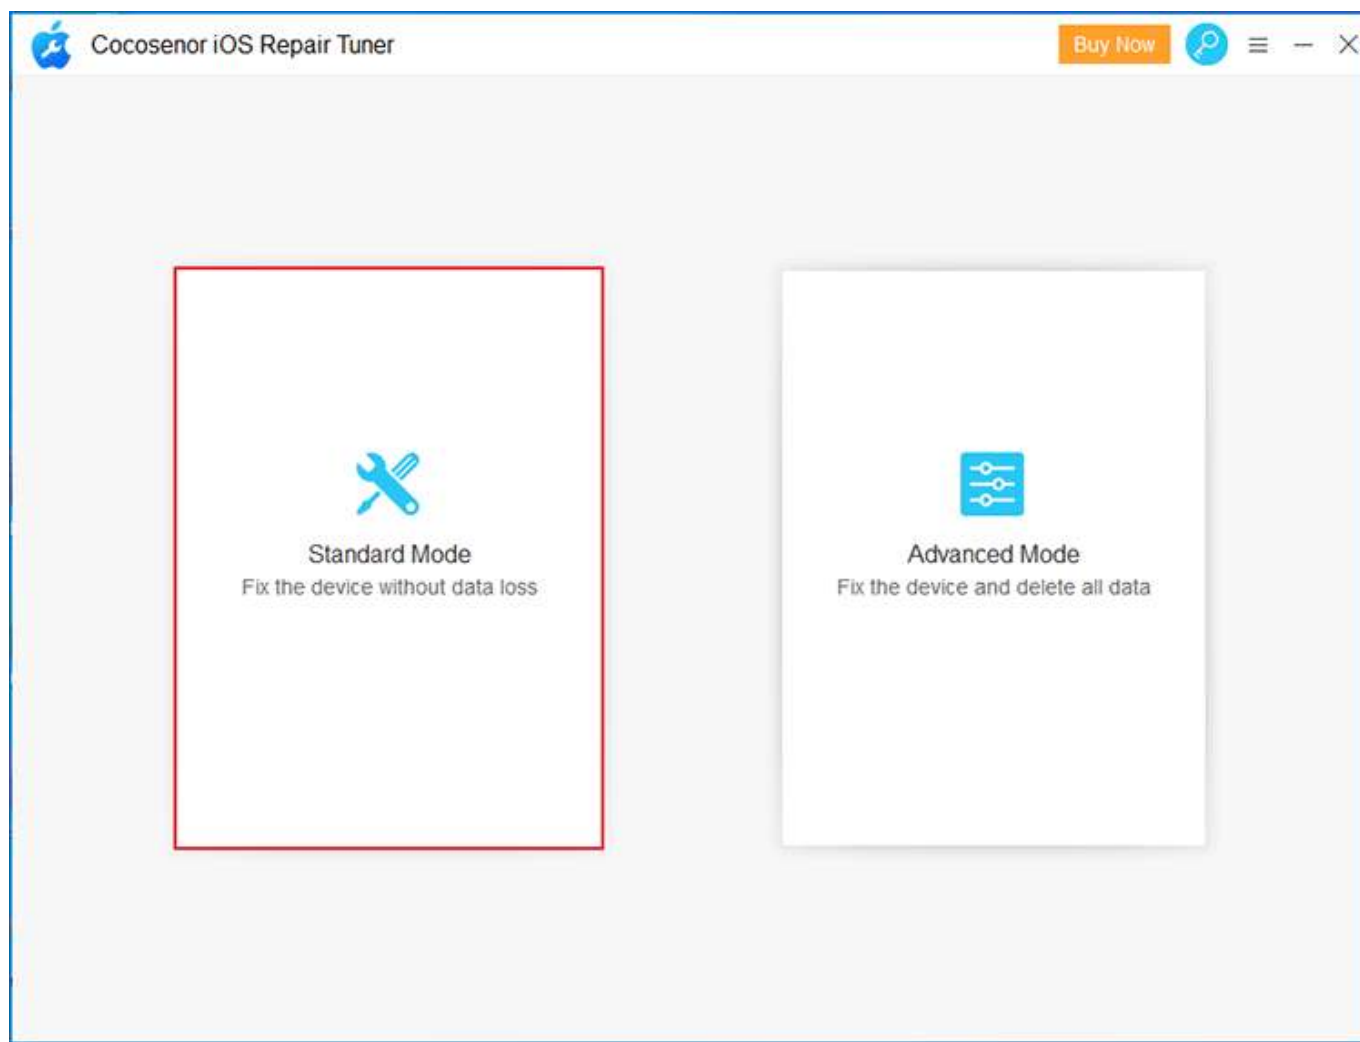 Cocosenor iOS Repair Tuner
Buy Now
Standard Mode
Fix the device without data loss
Advanced Mode
Fix the device and delete all data